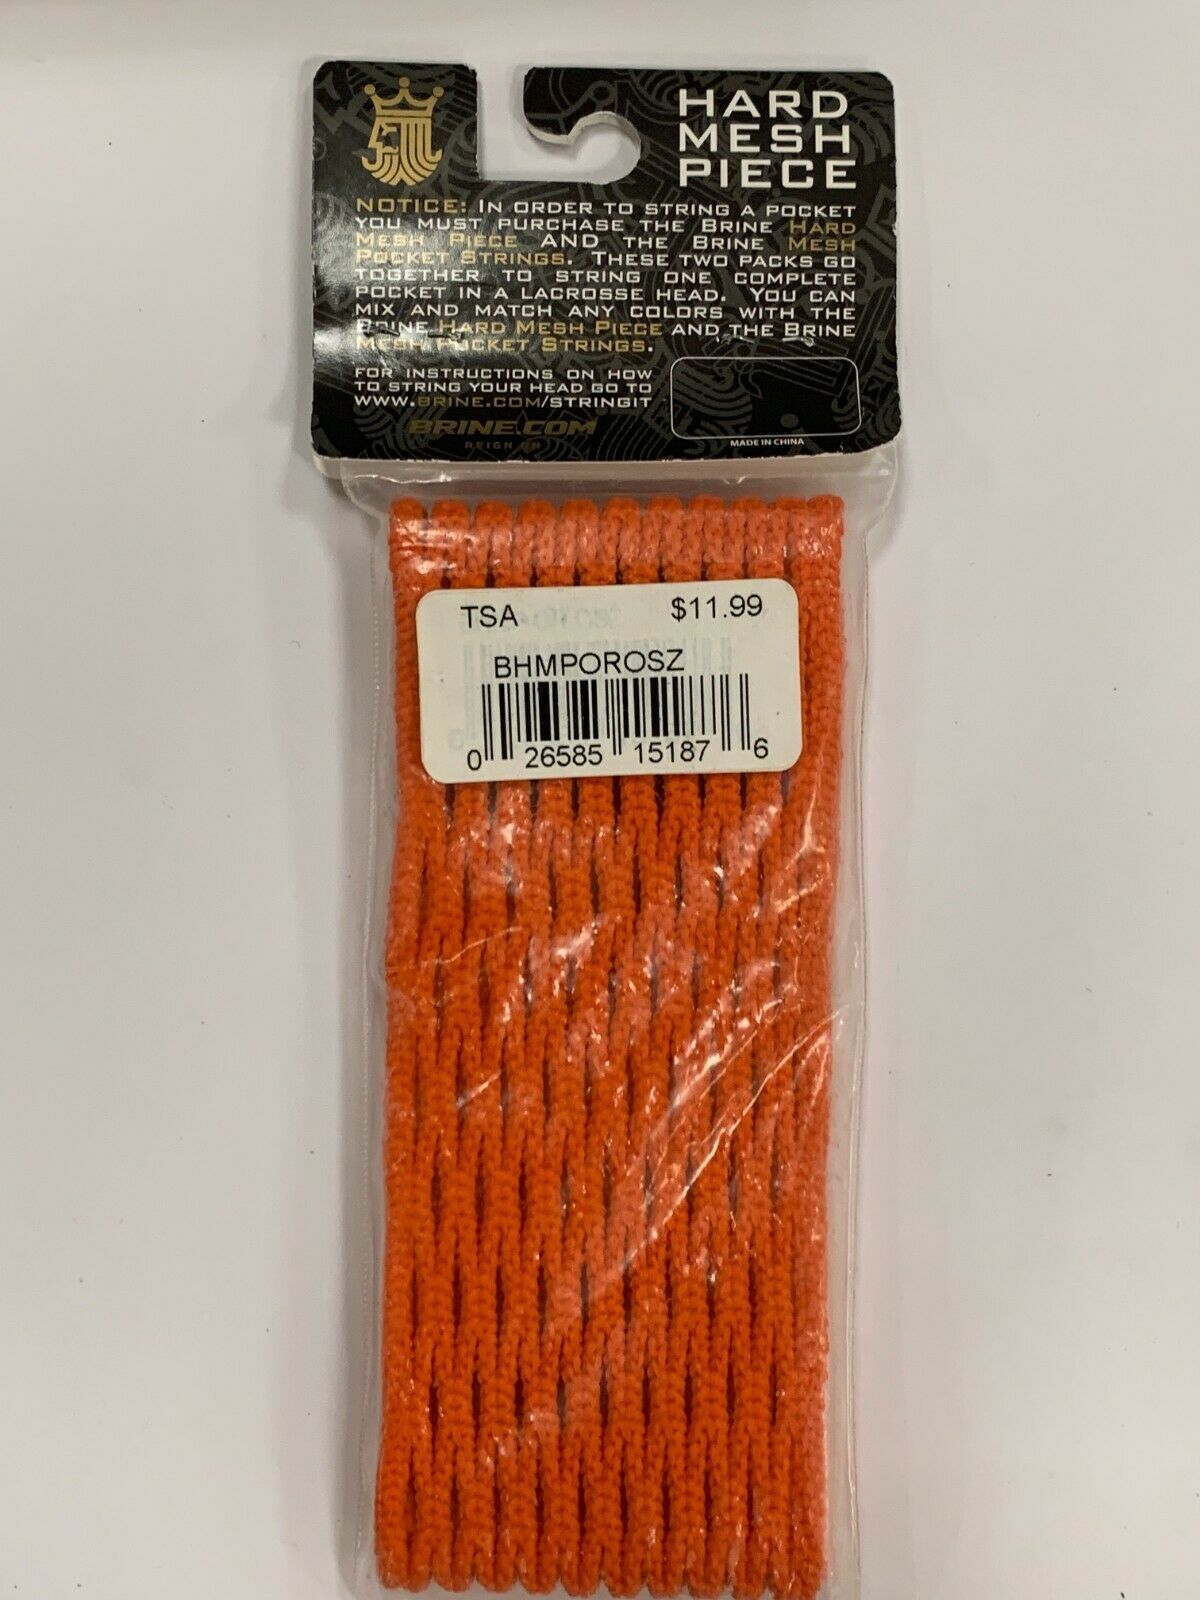 HARD
MESH
PIECE
NOTICE: IN ORDER TO STRING A POCKET
YOU MUST PURCHASE THE BRINE HARD
MESH PIECE AND THE BRINE MESH
POCKET STRINGS. THESE TWO PACKS GO
TOGETHER TO STRING ONE COMPLETE
POCKET IN A LACROSSE HEAD. YOU CAN
MIX AND MATCH ANY COLORS WITH THE
BRINE HARD MESH PIECE AND THE BRINE
MESH POCKET STRINGS.
FOR INSTRUCTIONS ON HOW
TO STRING YOUR HEAD GO TO
WWW.BRINE.COM/STRINGIT
BRINE.COM
REIGN ON
MADE IN CHINA
TSA $11.99
BHMPOROSZ
0 26585 15187 6